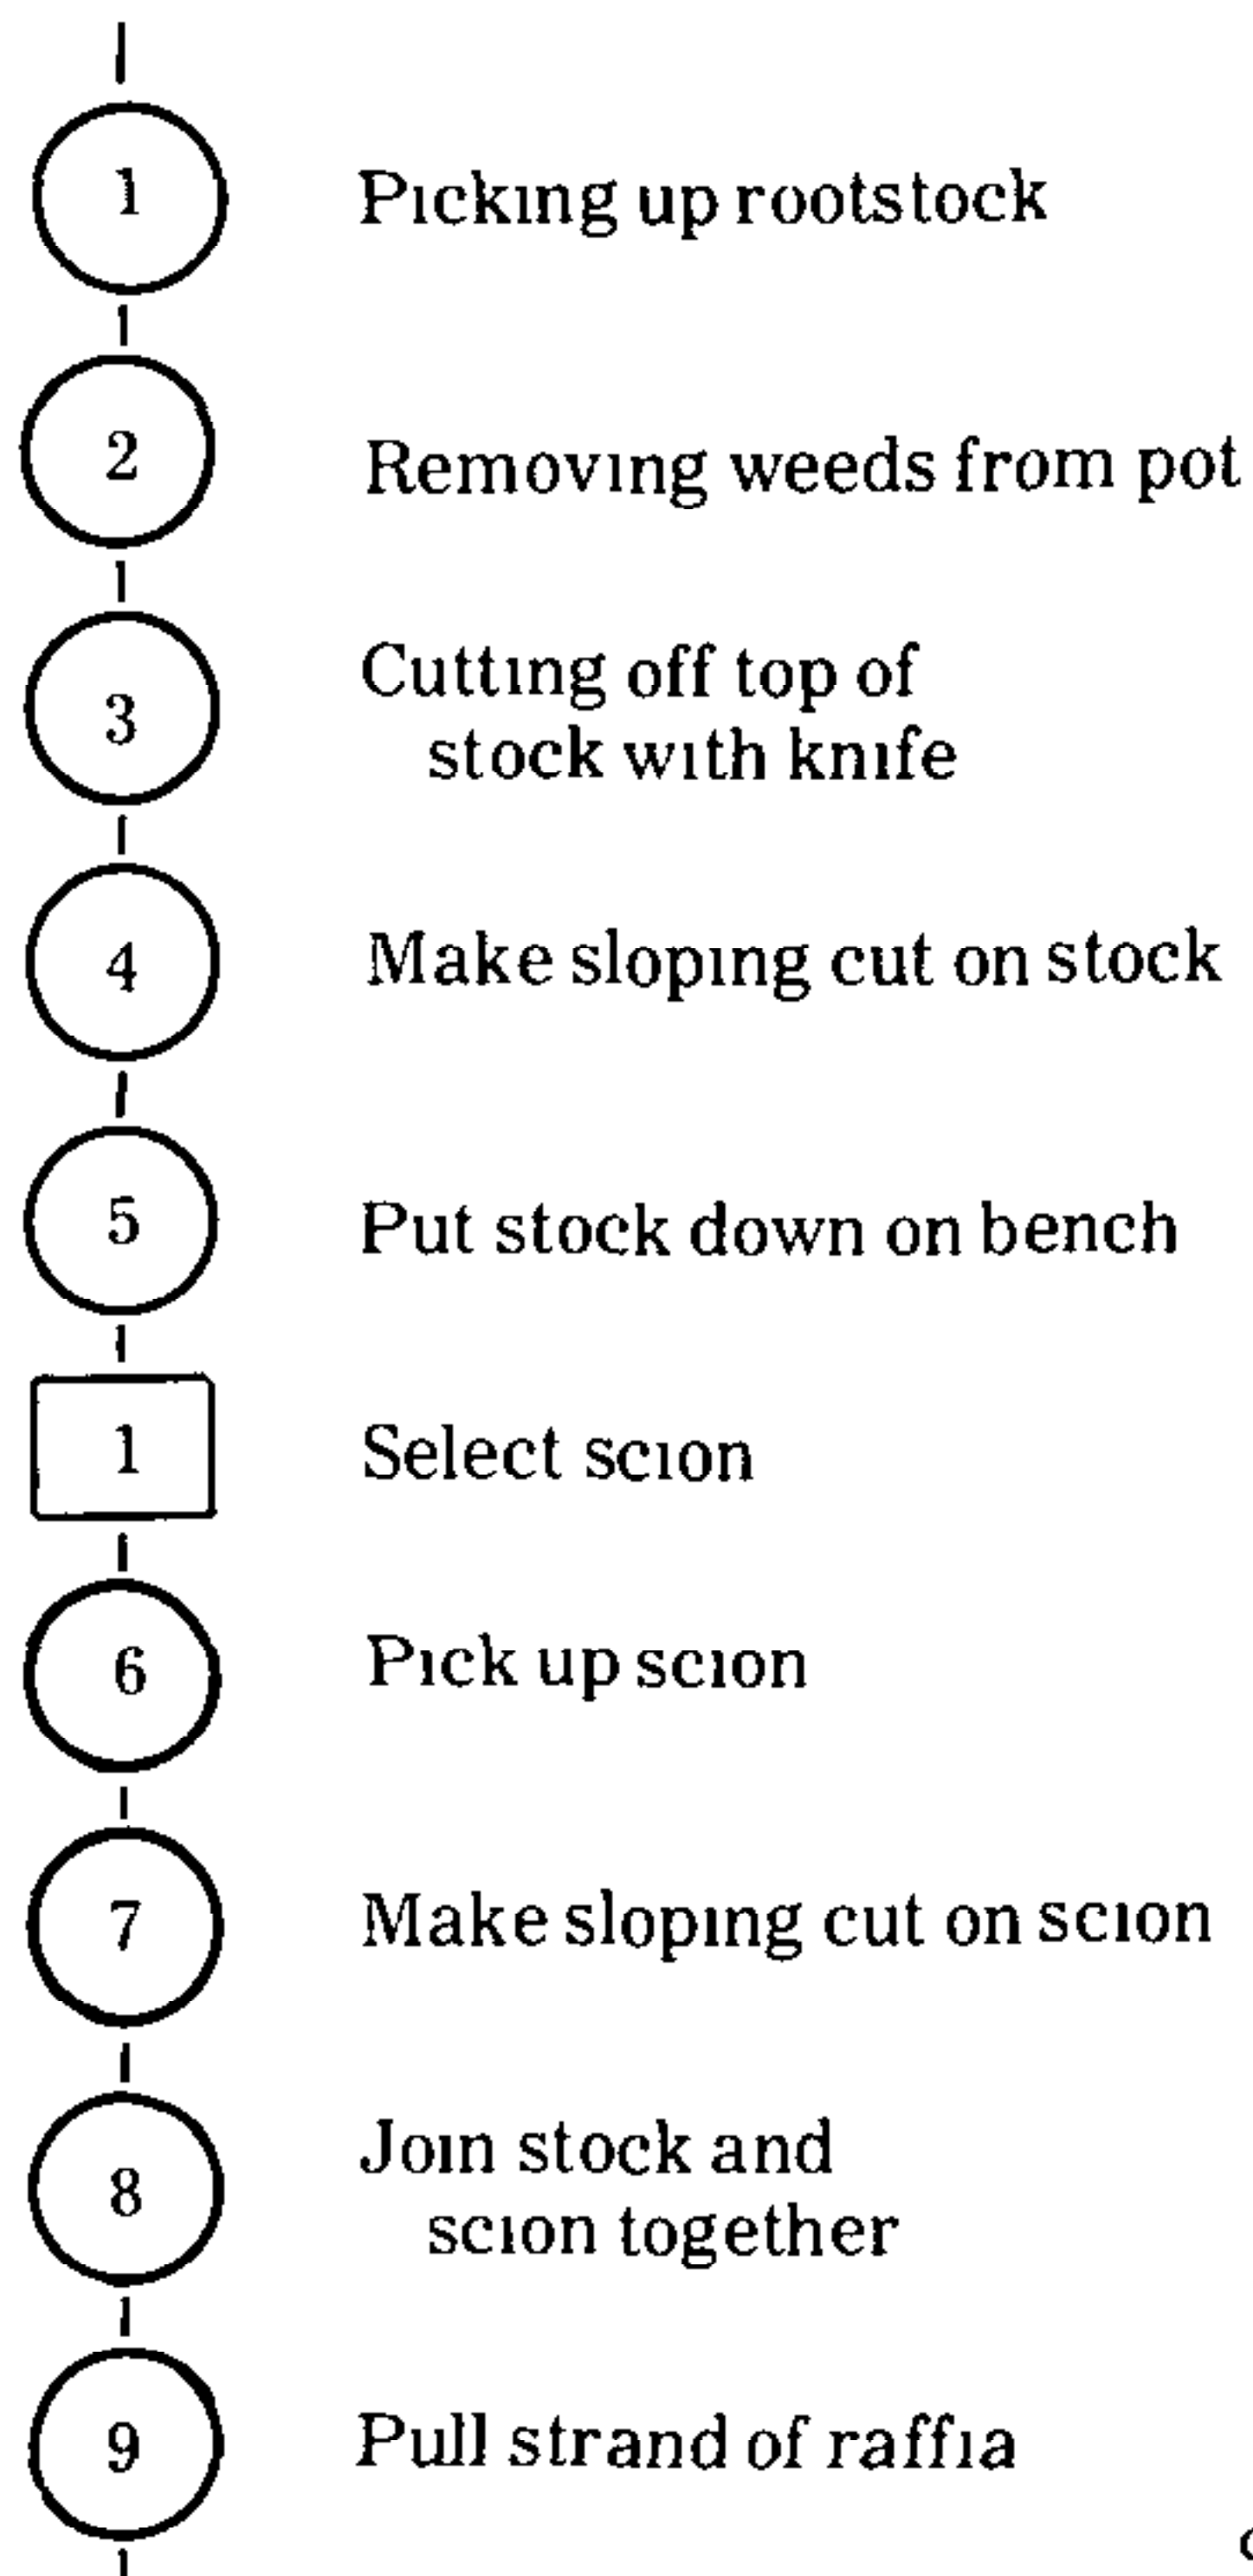 1 Picking up rootstock
2 Removing weeds from pot
3 Cutting off top of
stock with knife
4 Make sloping cut on stock
5 Put stock down on bench
1 Select scion
6 Pick up scion
7 Make sloping cut on scion
8 Join stock and
scion together
9 Pull strand of raffia